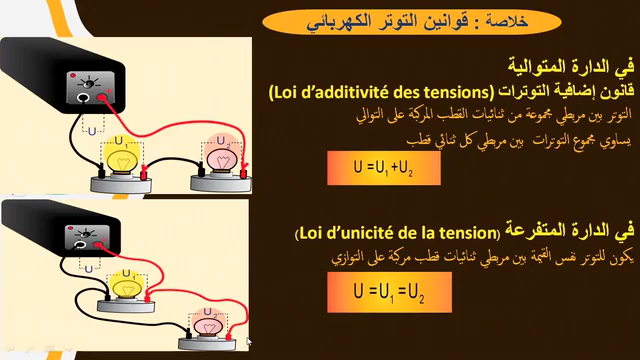 خلاصة : قوانين التوتر الكهربائي
في الدارة المتوالية
قانون إضافية التوترات (Loi d’additivité des tensions)
التوتر بين مربطي مجموعة من ثنائيات القطب المركبة على التوالي
يساوي مجموع التوترات بين مربطي كل ثنائي قطب
U =U₁ +U₂
U
U₁
U₂
في الدارة المتفرعة (Loi d’unicité de la tension)
يكون للتوتر نفس القيمة بين مربطي ثنائيات قطب مركبة على التوازي
U =U₁ =U₂
U
U₁
U₂